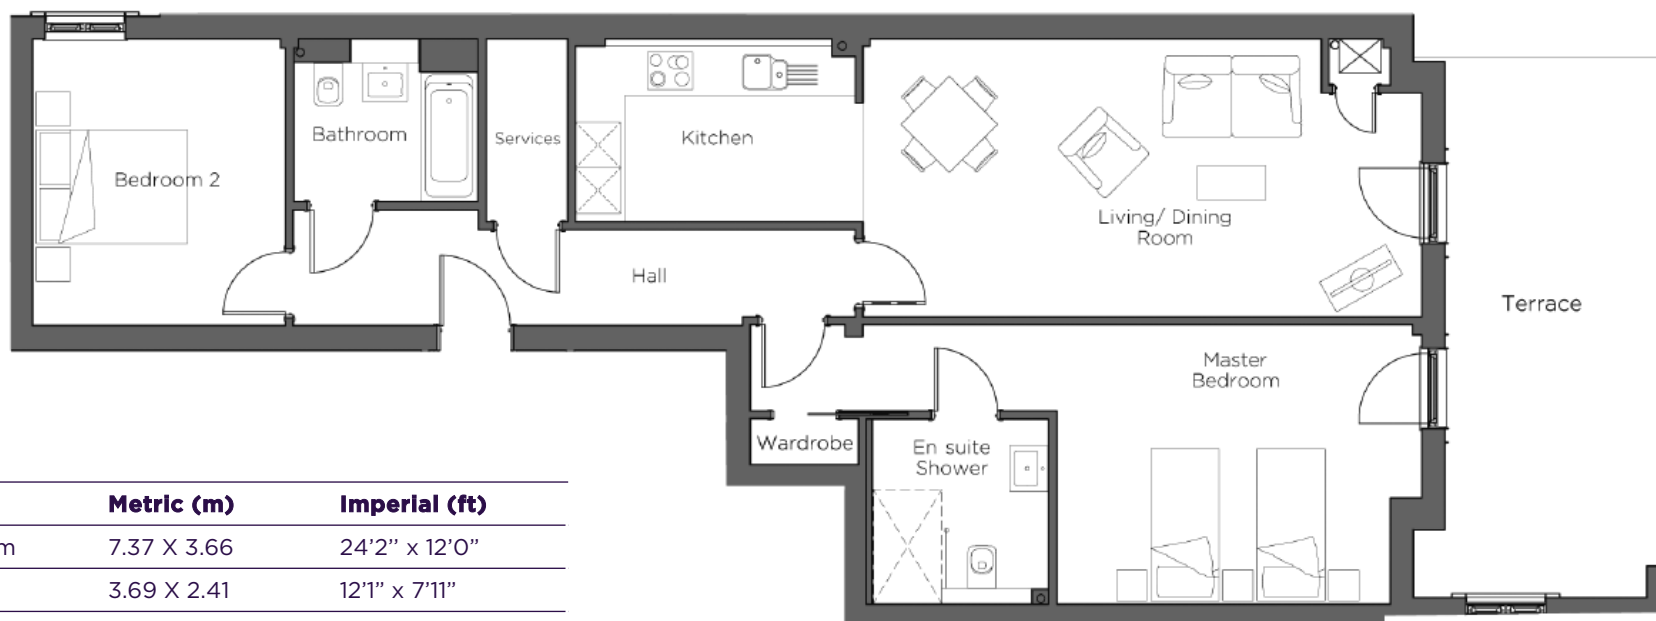 Bathroom
Services
Kitchen
Bedroom 2
Living/ Dining
Room
Hall
Terrace
Master
Bedroom
Wardrobe
En suite
Shower
Metric (m) Imperial (ft)
m 7.37 X 3.66 24'2'' x 12'0”
3.69 X 2.41 12'1” x 7'11”